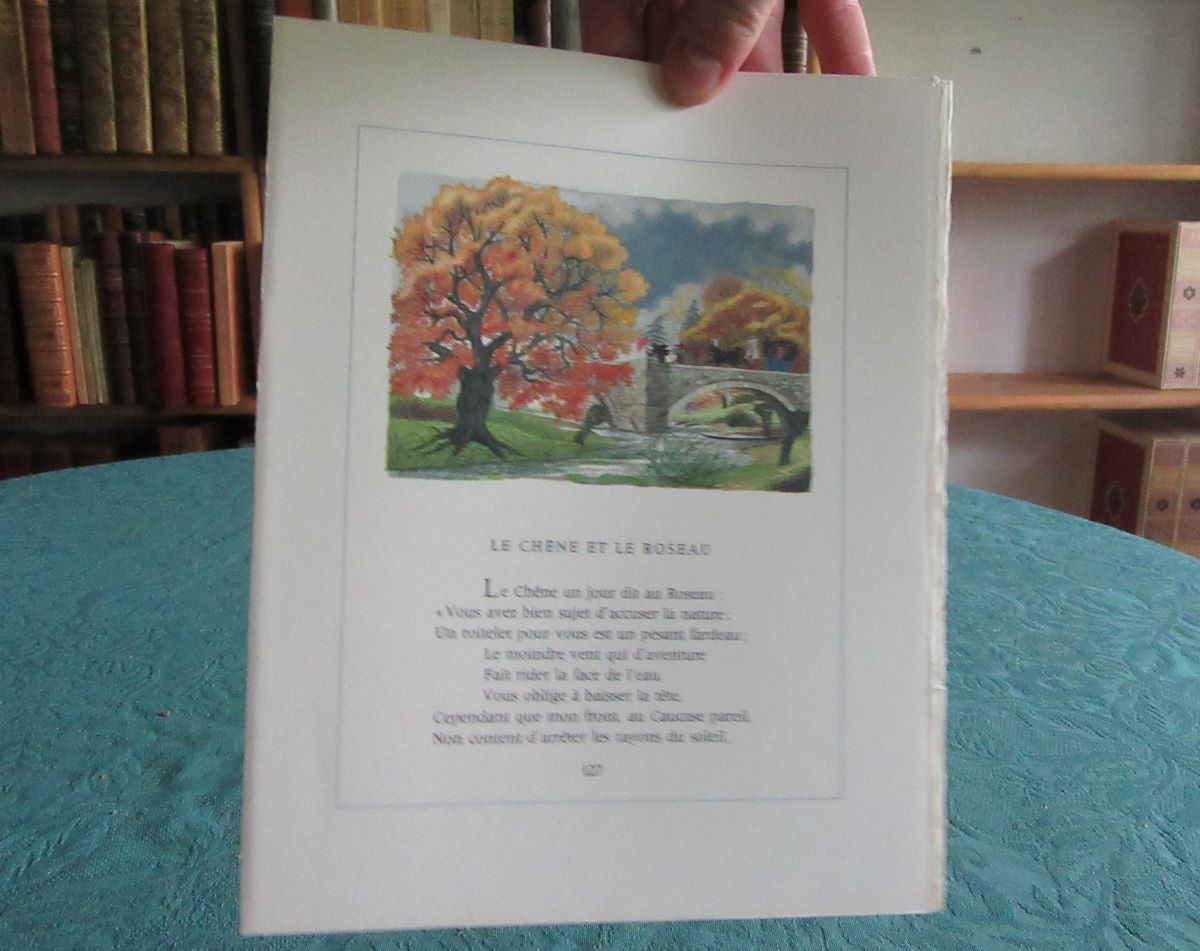 LE CHÊNE ET LE ROSEAU
Le Chêne un jour dit au Roseau :
« Vous avez bien sujet d'accuser la nature ;
Un roitelet pour vous est un pesant fardeau ;
Le moindre vent qui d'aventure
Fait rider la face de l'eau,
Vous oblige à baisser la tête,
Cependant que mon front, au Caucase pareil,
Non content d'arrêter les rayons du soleil,
127